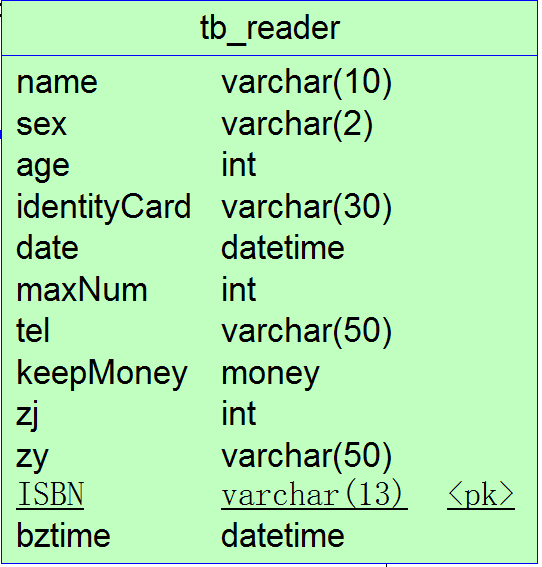 tb_reader
name varchar(10)
sex varchar(2)
age int
identityCard varchar(30)
date datetime
maxNum int
tel varchar(50)
keepMoney money
zj int
zy varchar(50)
ISBN varchar(13) <pk>
bztime datetime